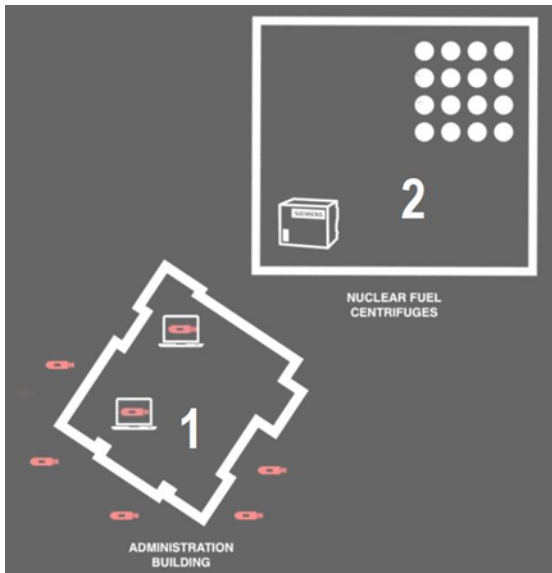 2
SIEMENS
NUCLEAR FUEL
CENTRIFUGES
1
ADMINISTRATION
BUILDING